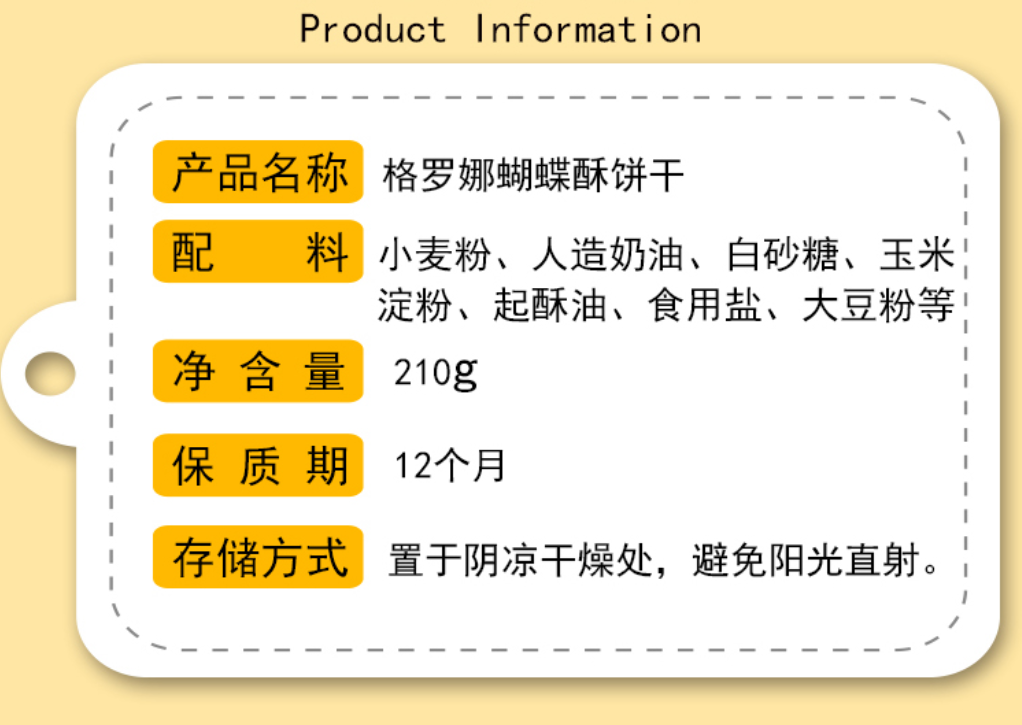 Product Information
产品名称 格罗娜蝴蝶酥饼干
配料 小麦粉、人造奶油、白砂糖、玉米
淀粉、起酥油、食用盐、大豆粉等
净含量 210g
保质期 12个月
存储方式 置于阴凉干燥处，避免阳光直射。